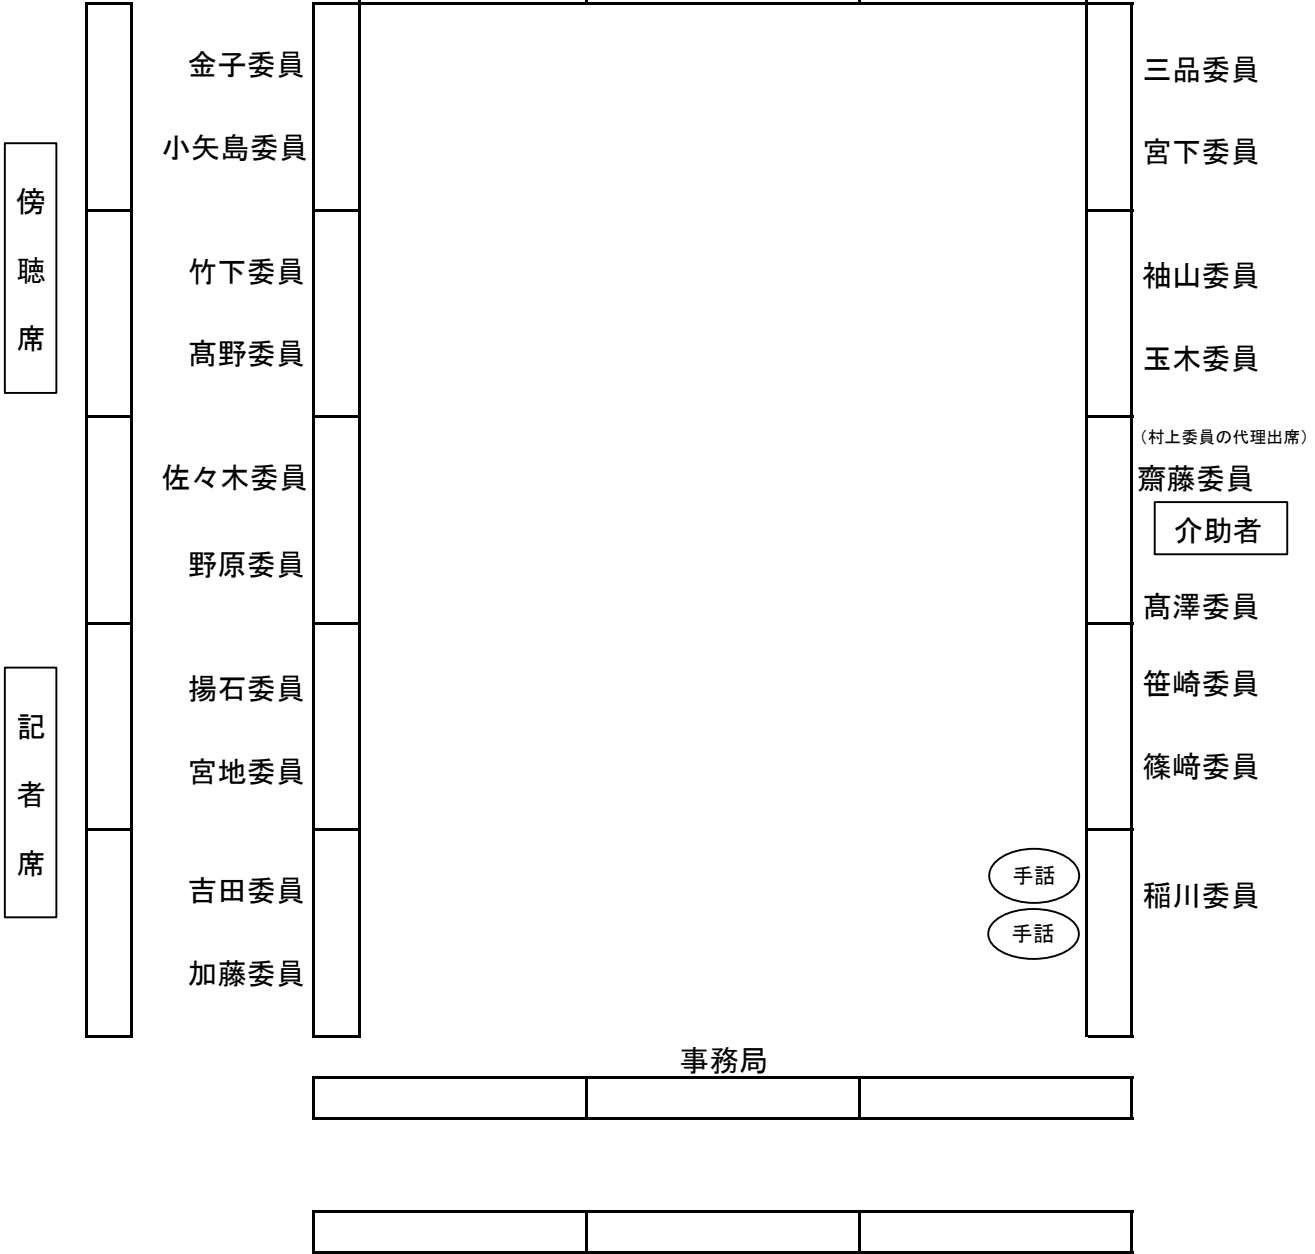 傍聴席
記者席
金子委員
小矢島委員
竹下委員
髙野委員
佐々木委員
野原委員
揚石委員
宮地委員
吉田委員
加藤委員
三品委員
宮下委員
袖山委員
玉木委員
（村上委員の代理出席）
齋藤委員
介助者
髙澤委員
笹崎委員
篠﨑委員
手話
手話
稲川委員
事務局